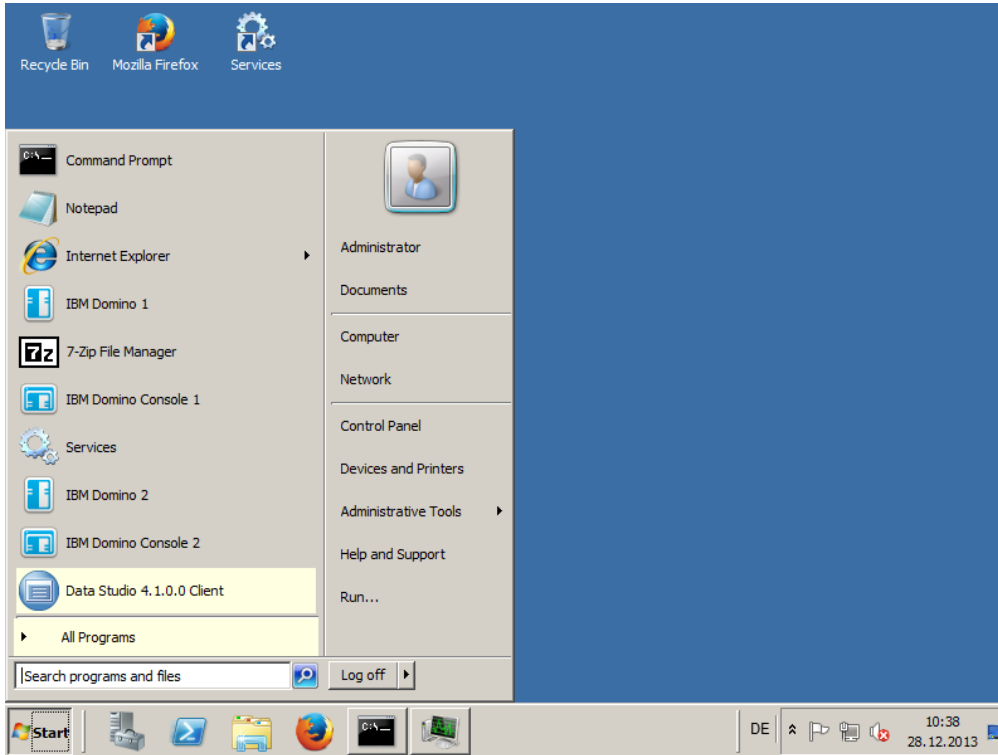 Recycle Bin
Mozilla Firefox
Services
C:\_
Command Prompt
Notepad
Internet Explorer
IBM Domino 1
7z
7-Zip File Manager
IBM Domino Console 1
Services
IBM Domino 2
IBM Domino Console 2
Data Studio 4.1.0.0 Client
All Programs
Search programs and files
Administrator
Documents
Computer
Network
Control Panel
Devices and Printers
Administrative Tools
Help and Support
Run...
Log off
Start
C:\_
DE
10:38
28.12.2013